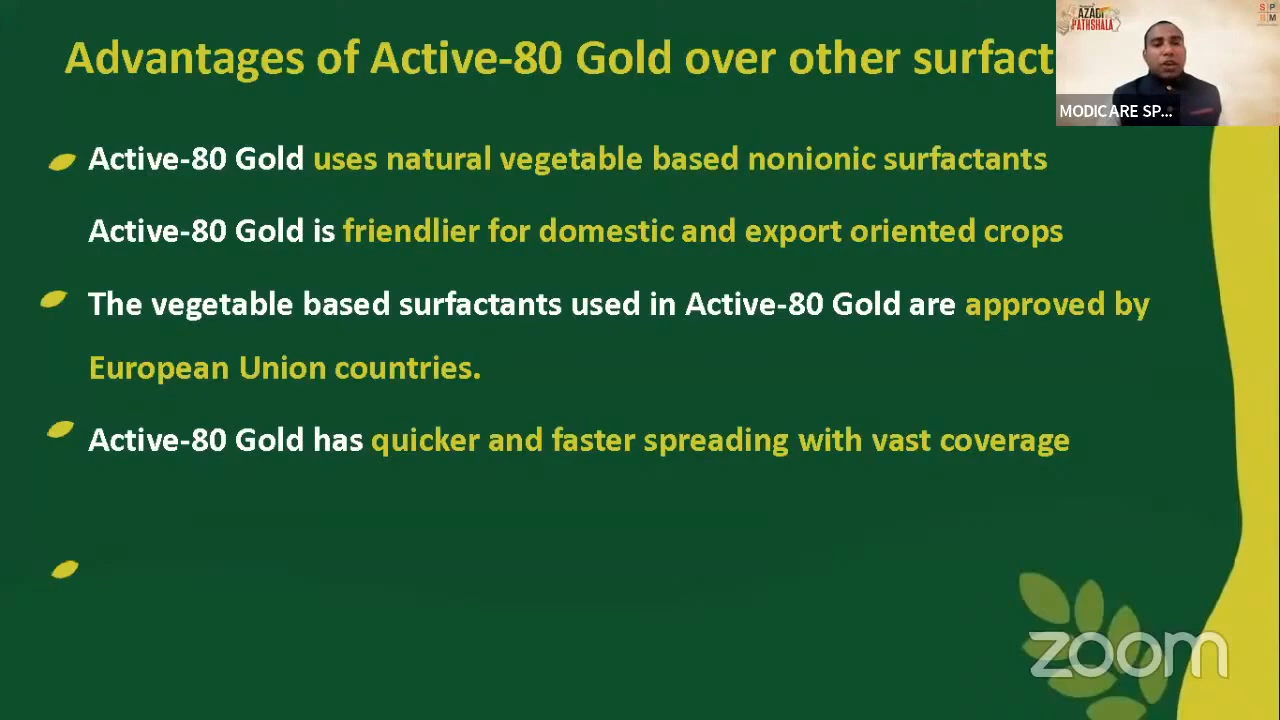 Advantages of Active-80 Gold over other surfact
AZADI
PATHSHALA
S P
S M
MODICARE SP...
Active-80 Gold uses natural vegetable based nonionic surfactants
Active-80 Gold is friendlier for domestic and export oriented crops
The vegetable based surfactants used in Active-80 Gold are approved by
European Union countries.
Active-80 Gold has quicker and faster spreading with vast coverage
zoom